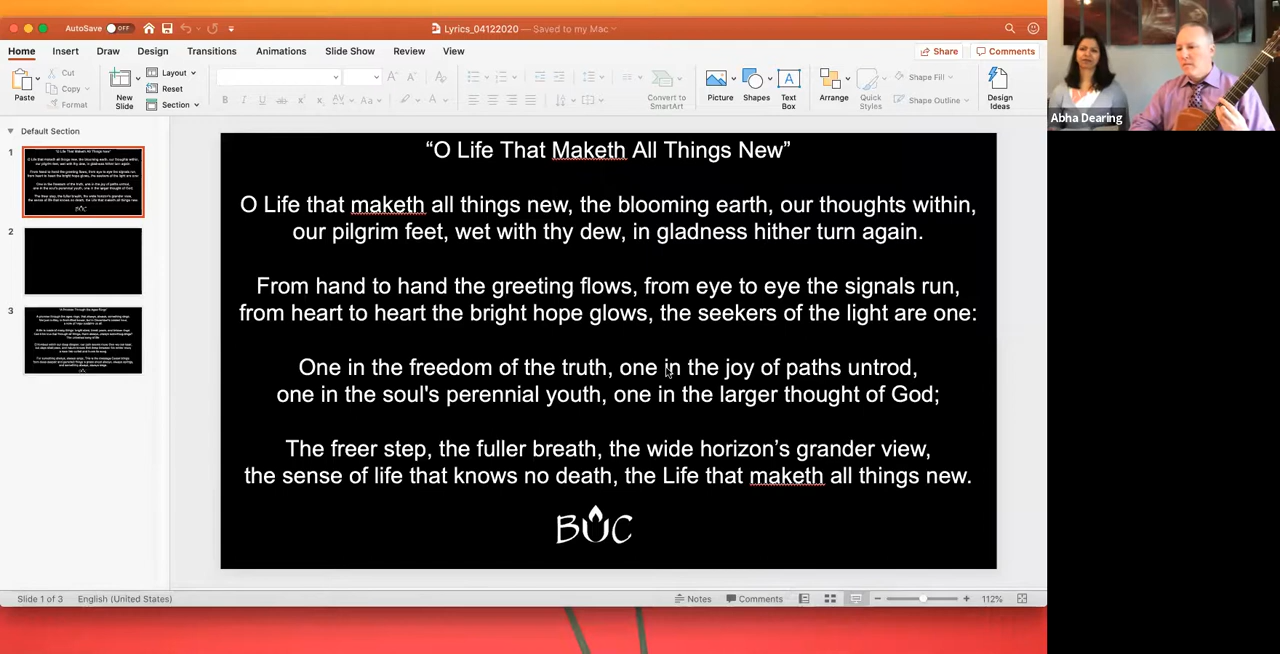 AutoSave OFF
Lyrics_04122020 — Saved to my Mac
Home Insert Draw Design Transitions Animations Slide Show Review View
Share Comments
Paste
Cut
Copy
Format
New Slide
Layout
Reset
Section
Convert to SmartArt
Picture
Shapes
Text Box
Arrange
Quick Styles
Shape Fill
Shape Outline
Design Ideas
Default Section
1
2
3
“O Life That Maketh All Things New”
O Life that maketh all things new, the blooming earth, our thoughts within,
our pilgrim feet, wet with thy dew, in gladness hither turn again.
From hand to hand the greeting flows, from eye to eye the signals run,
from heart to heart the bright hope glows, the seekers of the light are one:
One in the freedom of the truth, one in the joy of paths untrod,
one in the soul's perennial youth, one in the larger thought of God;
The freer step, the fuller breath, the wide horizon’s grander view,
the sense of life that knows no death, the Life that maketh all things new.
BUC
Abha Dearing
Slide 1 of 3 English (United States)
Notes Comments 112%